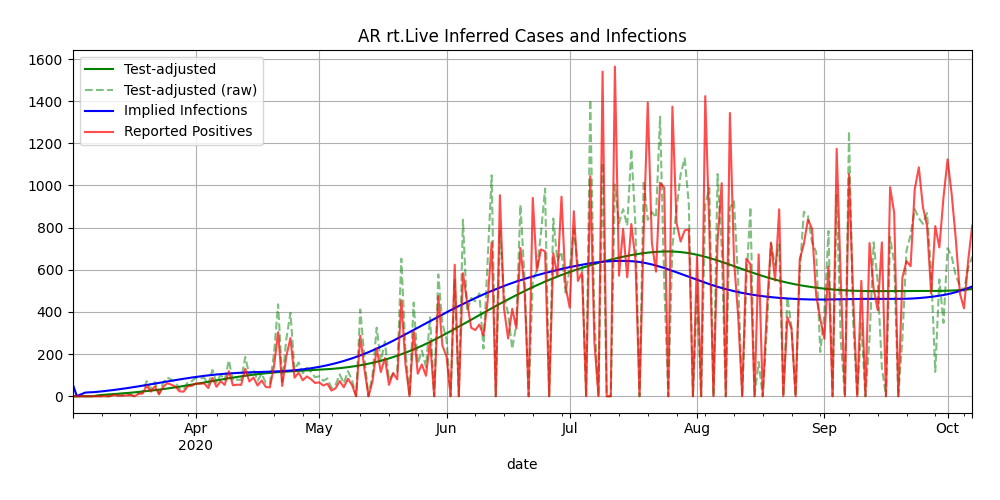 AR rt.Live Inferred Cases and Infections
Test-adjusted
Test-adjusted (raw)
Implied Infections
Reported Positives
1600
1400
1200
1000
800
600
400
200
0
Apr May Jun Jul Aug Sep Oct
2020
date